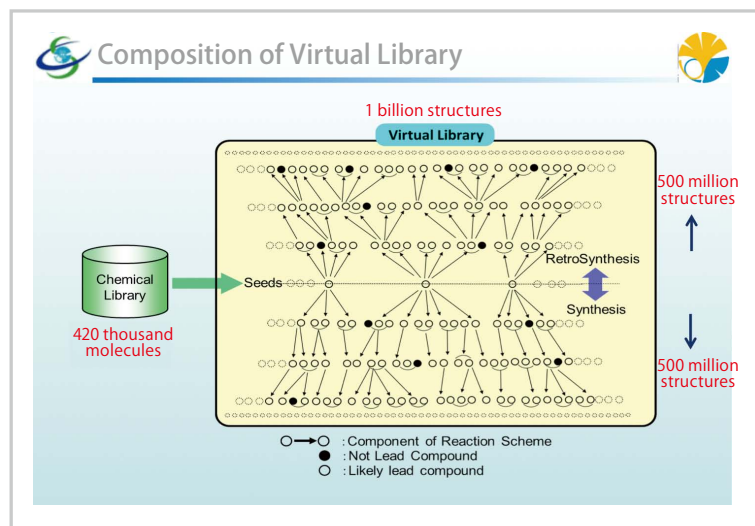 Composition of Virtual Library
1 billion structures
Virtual Library
500 million
structures
RetroSynthesis
Chemical
Library
Seeds
Synthesis
420 thousand
molecules
500 million
structures
: Component of Reaction Scheme
: Not Lead Compound
: Likely lead compound